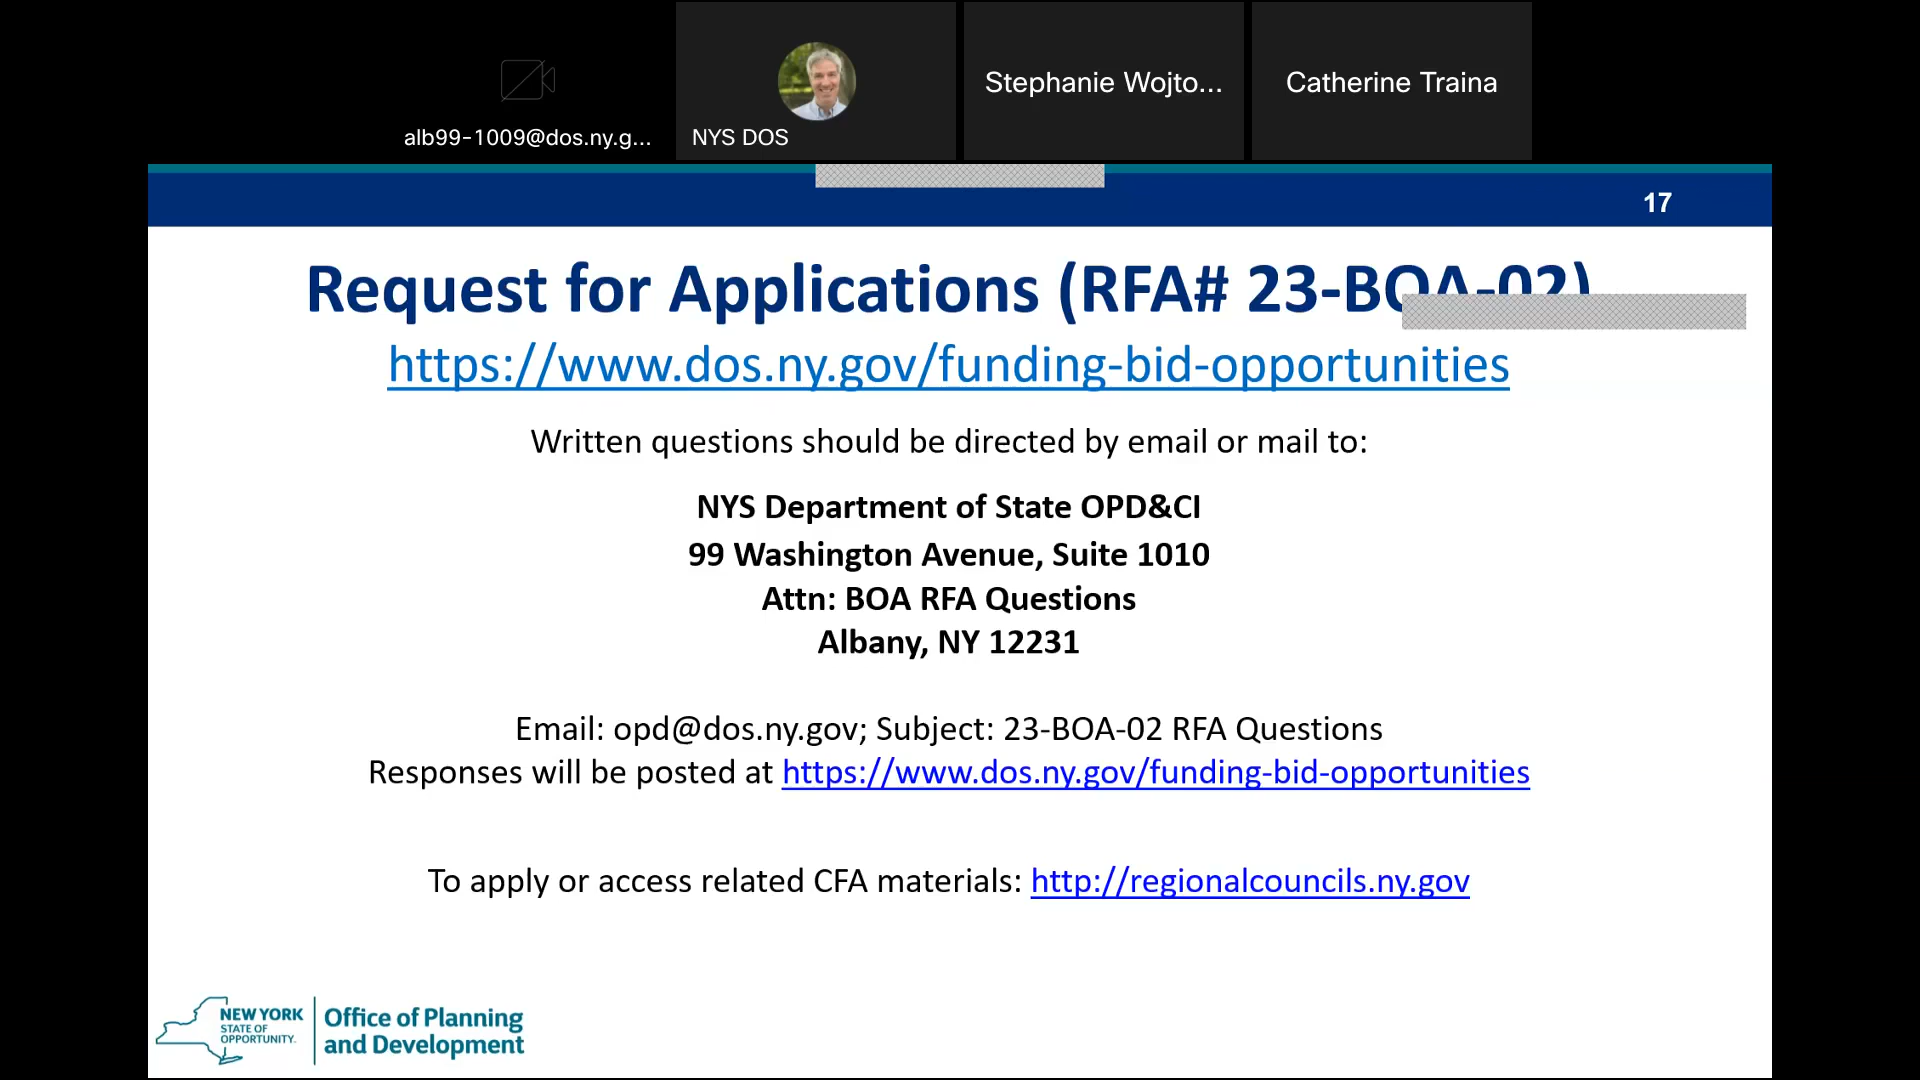 alb99-1009@dos.ny.g...
NYS DOS
Stephanie Wojto...
Catherine Traina
17
Request for Applications (RFA# 23-BOA-02)
https://www.dos.ny.gov/funding-bid-opportunities
Written questions should be directed by email or mail to:
NYS Department of State OPD&CI
99 Washington Avenue, Suite 1010
Attn: BOA RFA Questions
Albany, NY 12231
Email: opd@dos.ny.gov; Subject: 23-BOA-02 RFA Questions
Responses will be posted at https://www.dos.ny.gov/funding-bid-opportunities
To apply or access related CFA materials: http://regionalcouncils.ny.gov
NEW YORK
STATE OF
OPPORTUNITY.
Office of Planning
and Development